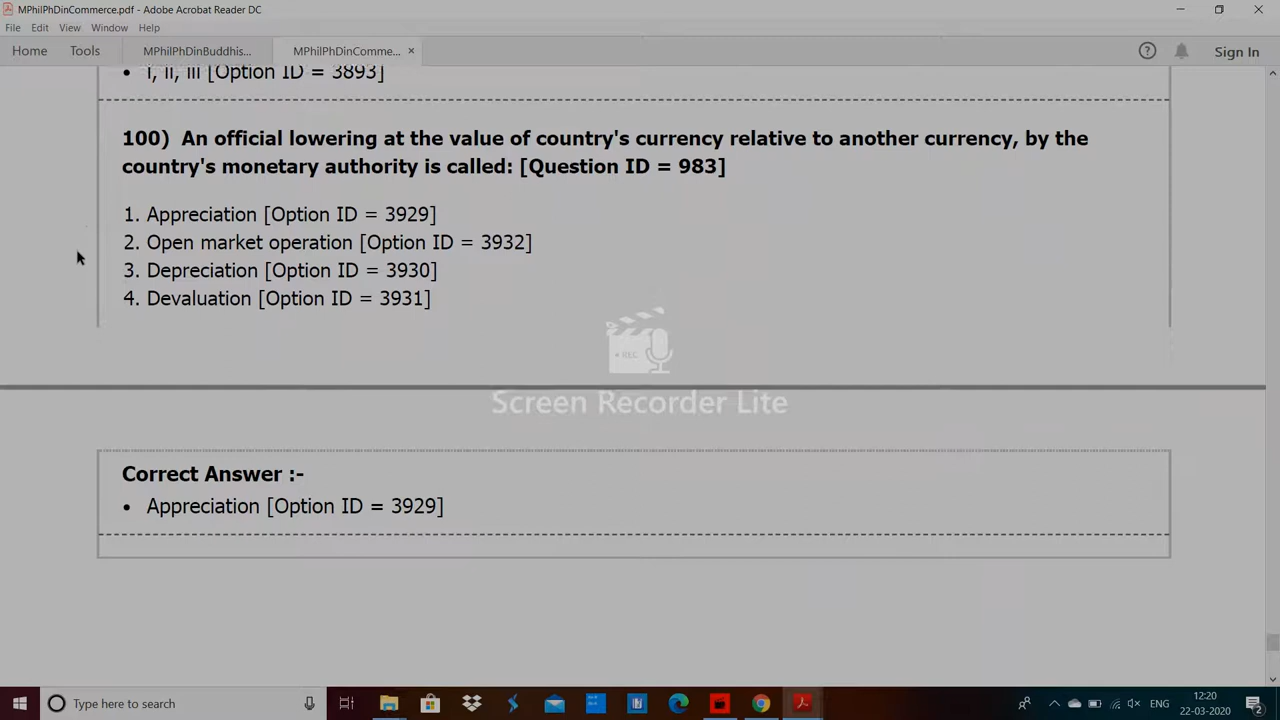 MPhilPhDinCommerce.pdf - Adobe Acrobat Reader DC
File Edit View Window Help
Home Tools MPhilPhDinBuddhis... MPhilPhDinComme... × ? Sign In
i, ii, iii [Option ID = 3893]
100) An official lowering at the value of country's currency relative to another currency, by the
country's monetary authority is called: [Question ID = 983]
1. Appreciation [Option ID = 3929]
2. Open market operation [Option ID = 3932]
3. Depreciation [Option ID = 3930]
4. Devaluation [Option ID = 3931]
REC
Screen Recorder Lite
Correct Answer :-
• Appreciation [Option ID = 3929]
Type here to search
ENG
12:20
22-03-2020
2